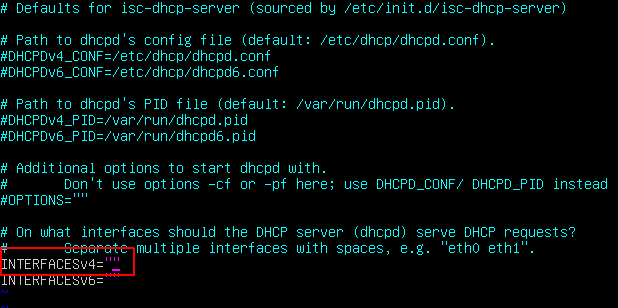 # Defaults for isc-dhcp-server (sourced by /etc/init.d/isc-dhcp-server)
# Path to dhcpd's config file (default: /etc/dhcp/dhcpd.conf).
#DHCPDv4_CONF=/etc/dhcp/dhcpd.conf
#DHCPDv6_CONF=/etc/dhcp/dhcpd6.conf
# Path to dhcpd's PID file (default: /var/run/dhcpd.pid).
#DHCPDv4_PID=/var/run/dhcpd.pid
#DHCPDv6_PID=/var/run/dhcpd6.pid
# Additional options to start dhcpd with.
#       Don't use options -cf or -pf here; use DHCPD_CONF/ DHCPD_PID instead
#OPTIONS=""
# On what interfaces should the DHCP server (dhcpd) serve DHCP requests?
#       Separate multiple interfaces with spaces, e.g. "eth0 eth1".
INTERFACESv4=""
INTERFACESv6=""
~
~